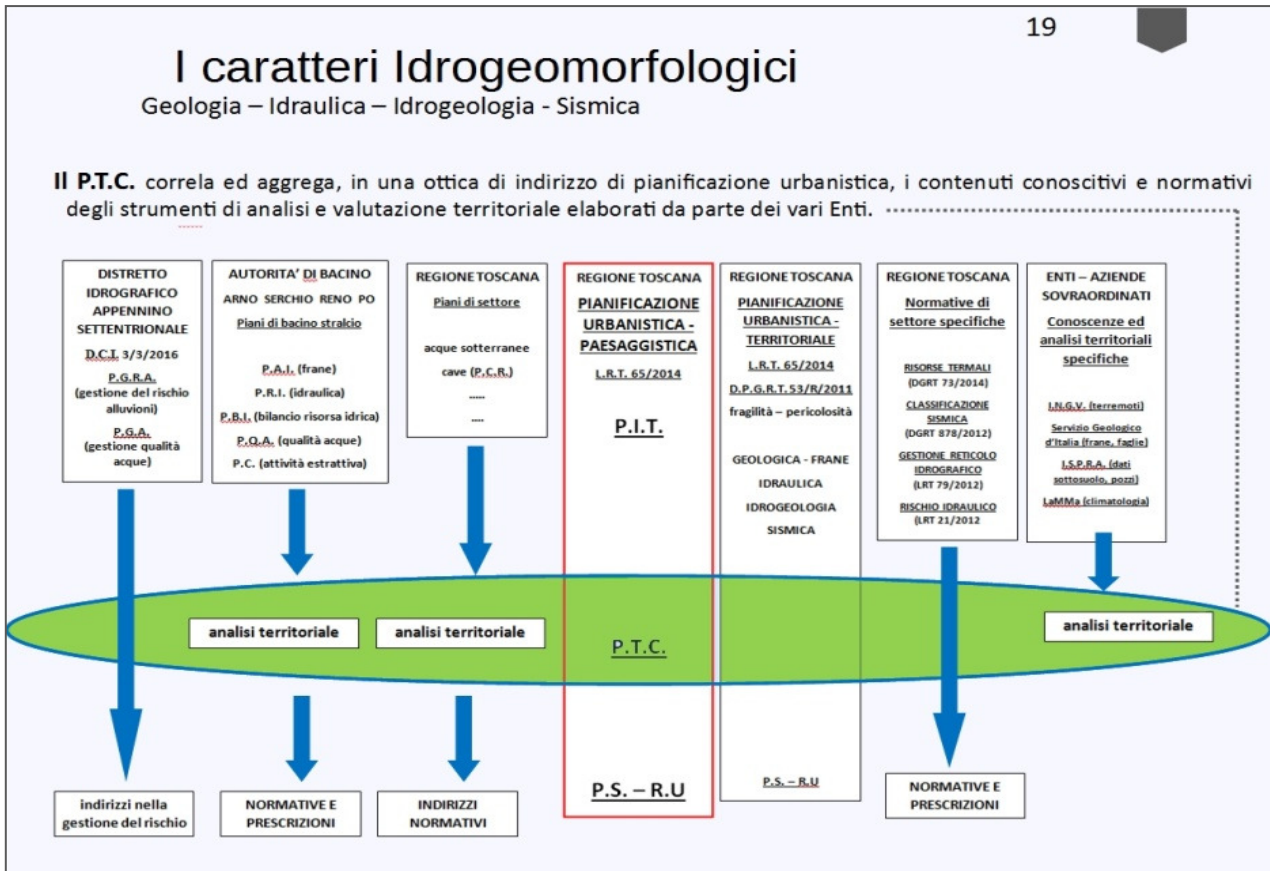 19
I caratteri Idrogeomorfologici
Geologia – Idraulica – Idrogeologia - Sismica
Il P.T.C. correla ed aggrega, in una ottica di indirizzo di pianificazione urbanistica, i contenuti conoscitivi e normativi
degli strumenti di analisi e valutazione territoriale elaborati da parte dei vari Enti.
DISTRETTO
IDROGRAFICO
APPENNINO
SETTENTRIONALE
D.C.I. 3/3/2016
P.G.R.A.
(gestione del rischio
alluvioni)
P.G.A.
(gestione qualità
acque)
AUTORITA' DI BACINO
ARNO SERCHIO RENO PO
Piani di bacino stralcio
P.A.I. (frane)
P.R.I. (idraulica)
P.B.I. (bilancio risorsa idrica)
P.Q.A. (qualità acque)
P.C. (attività estrattiva)
REGIONE TOSCANA
Piani di settore
acque sotterranee
cave (P.C.R.)
.....
....
REGIONE TOSCANA
PIANIFICAZIONE
URBANISTICA -
PAESAGGISTICA
L.R.T. 65/2014
P.I.T.
REGIONE TOSCANA
PIANIFICAZIONE
URBANISTICA -
TERRITORIALE
L.R.T. 65/2014
D.P.G.R.T. 53/R/2011
fragilità – pericolosità
GEOLOGICA - FRANE
IDRAULICA
IDROGEOLOGIA
SISMICA
REGIONE TOSCANA
Normative di
settore specifiche
RISORSE TERMALI
(DGRT 73/2014)
CLASSIFICAZIONE
SISMICA
(DGRT 878/2012)
GESTIONE RETICOLO
IDROGRAFICO
(LRT 79/2012)
RISCHIO IDRAULICO
(LRT 21/2012
ENTI – AZIENDE
SOVRAORDINATI
Conoscenze ed
analisi territoriali
specifiche
I.N.G.V. (terremoti)
Servizio Geologico
d'Italia (frane, faglie)
I.S.P.R.A. (dati
sottosuolo, pozzi)
LaMMa (climatologia)
analisi territoriale
analisi territoriale
P.T.C.
analisi territoriale
indirizzi nella
gestione del rischio
NORMATIVE E
PRESCRIZIONI
INDIRIZZI
NORMATIVI
P.S. – R.U
P.S. – R.U
NORMATIVE E
PRESCRIZIONI